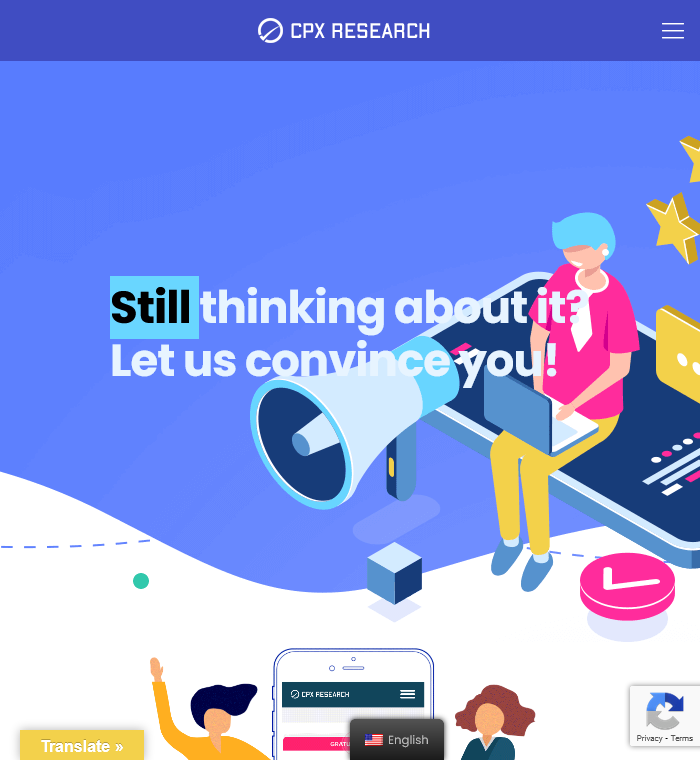 CPX RESEARCH
Still thinking about it?
Let us convince you!
CPX RESEARCH
GRATU
English
Translate »
Privacy - Terms